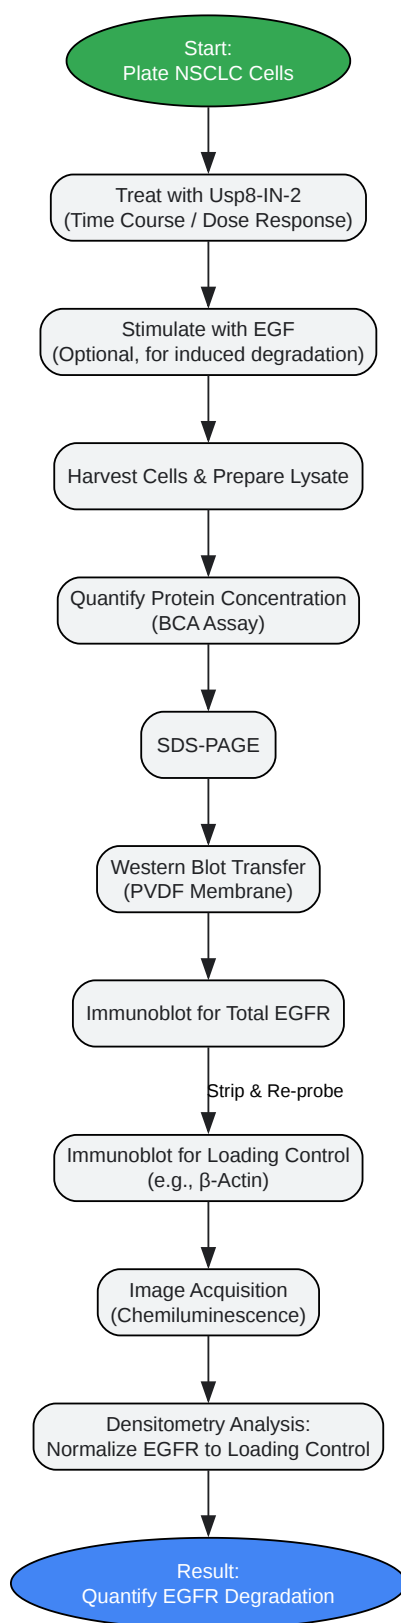 Start:
Plate NSCLC Cells
Treat with Usp8-IN-2
(Time Course / Dose Response)
Stimulate with EGF
(Optional, for induced degradation)
Harvest Cells & Prepare Lysate
Quantify Protein Concentration
(BCA Assay)
SDS-PAGE
Western Blot Transfer
(PVDF Membrane)
Immunoblot for Total EGFR
Strip & Re-probe
Immunoblot for Loading Control
(e.g., β-Actin)
Image Acquisition
(Chemiluminescence)
Densitometry Analysis:
Normalize EGFR to Loading Control
Result:
Quantify EGFR Degradation